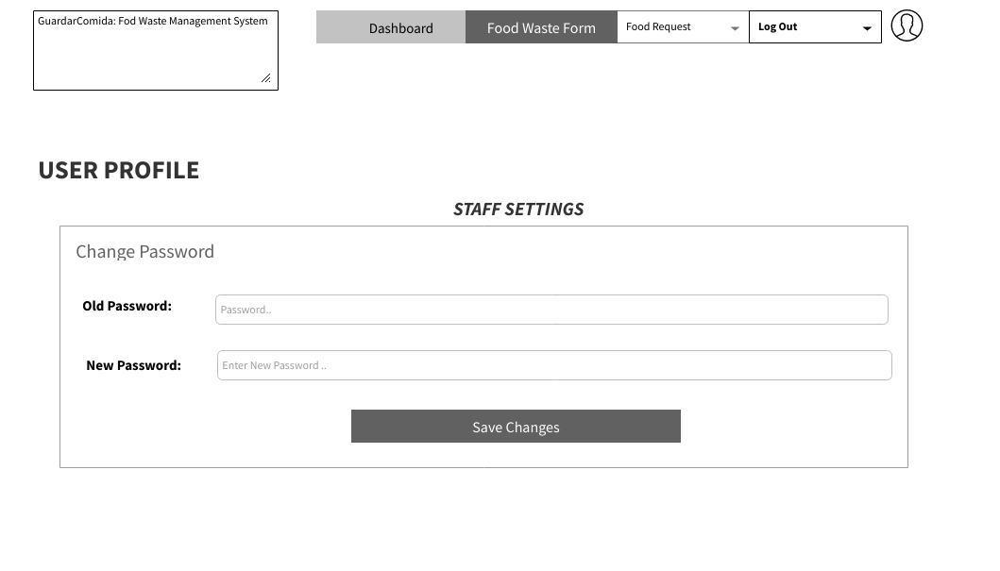 GuardarComida: Fod Waste Management System
Dashboard
Food Waste Form
Food Request
Log Out
USER PROFILE
STAFF SETTINGS
Change Password
Old Password:
Password..
New Password:
Enter New Password ..
Save Changes